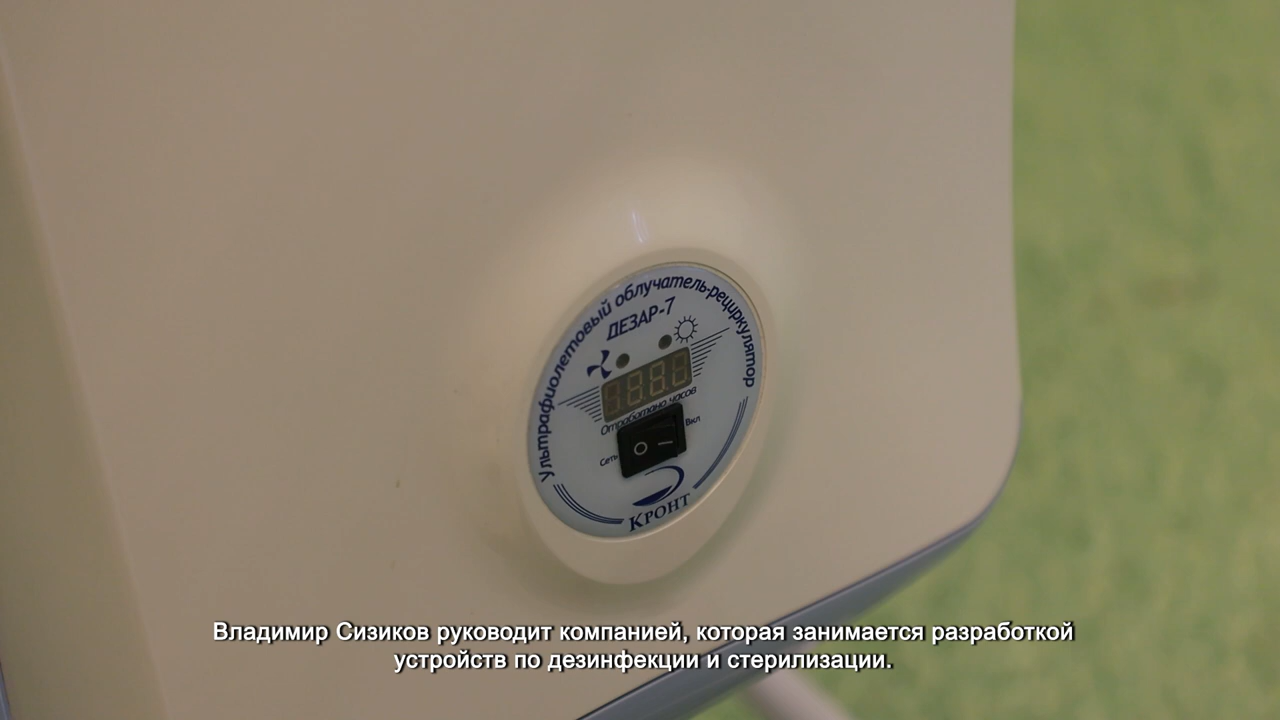 Ультрафиолетовый облучатель-рециркулятор
ДЕЗАР-7
Отработано часов
Сеть
Вкл
КРОНТ
Владимир Сизиков руководит компанией, которая занимается разработкой
устройств по дезинфекции и стерилизации.